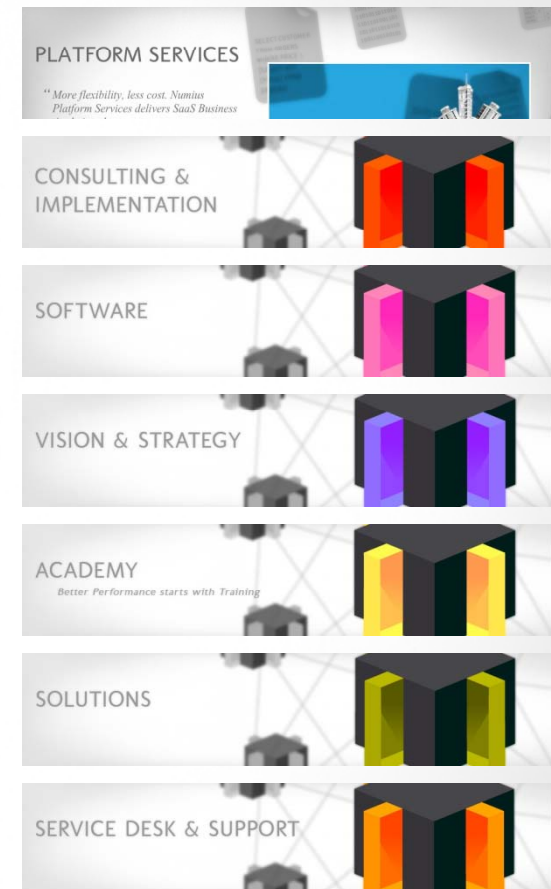 PLATFORM SERVICES
“ More flexibility, less cost. Numius
Platform Services delivers SaaS Business
CONSULTING &
IMPLEMENTATION
SOFTWARE
VISION & STRATEGY
ACADEMY
Better Performance starts with Training
SOLUTIONS
SERVICE DESK & SUPPORT